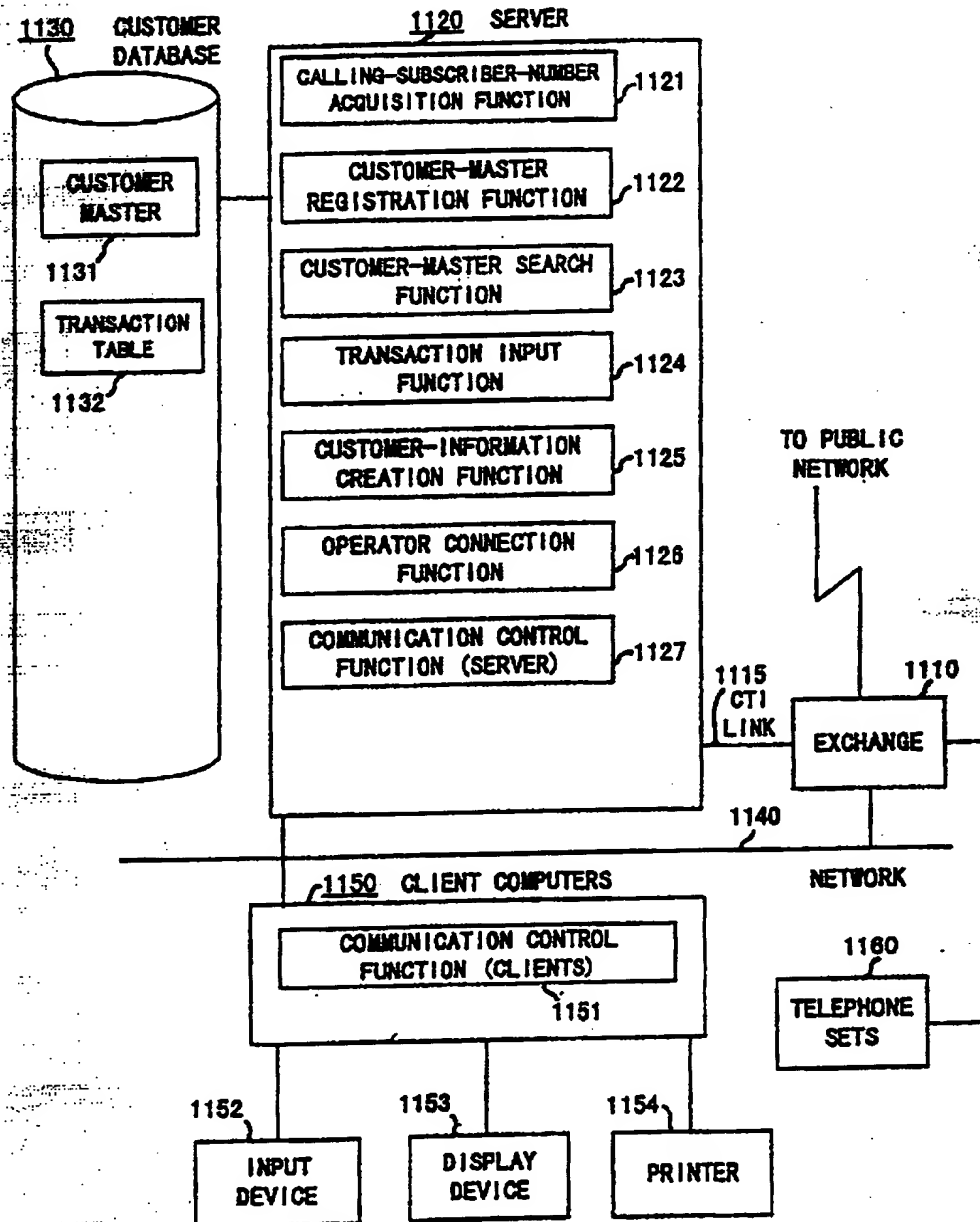 1130 CUSTOMER
DATABASE
1120 SERVER
CALLING-SUBSCRIBER-NUMBER
ACQUISITION FUNCTION
1121
CUSTOMER
MASTER
1131
CUSTOMER-MASTER
REGISTRATION FUNCTION
1122
CUSTOMER-MASTER SEARCH
FUNCTION
1123
TRANSACTION
TABLE
1132
TRANSACTION INPUT
FUNCTION
1124
CUSTOMER-INFORMATION
CREATION FUNCTION
1125
TO PUBLIC
NETWORK
OPERATOR CONNECTION
FUNCTION
1126
COMMUNICATION CONTROL
FUNCTION (SERVER)
1127
1115
CTI
LINK
1110
EXCHANGE
1140
NETWORK
1150 CLIENT COMPUTERS
COMMUNICATION CONTROL
FUNCTION (CLIENTS)
1151
1160
TELEPHONE
SETS
1152
INPUT
DEVICE
1153
DISPLAY
DEVICE
1154
PRINTER